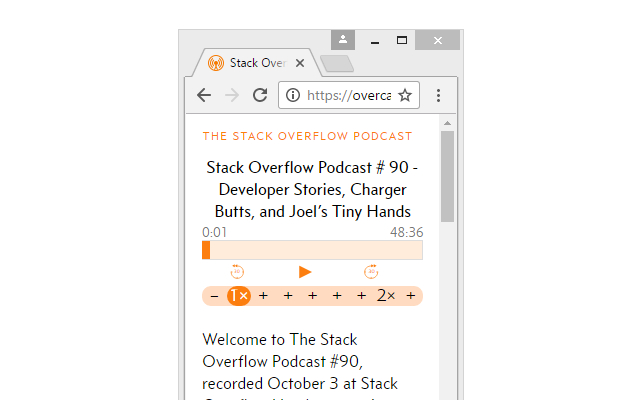 Stack Over
https://overca
THE STACK OVERFLOW PODCAST
Stack Overflow Podcast # 90 -
Developer Stories, Charger
Butts, and Joel's Tiny Hands
0:01 48:36
30 30
– 1× + + + + + 2× +
Welcome to The Stack
Overflow Podcast #90,
recorded October 3 at Stack